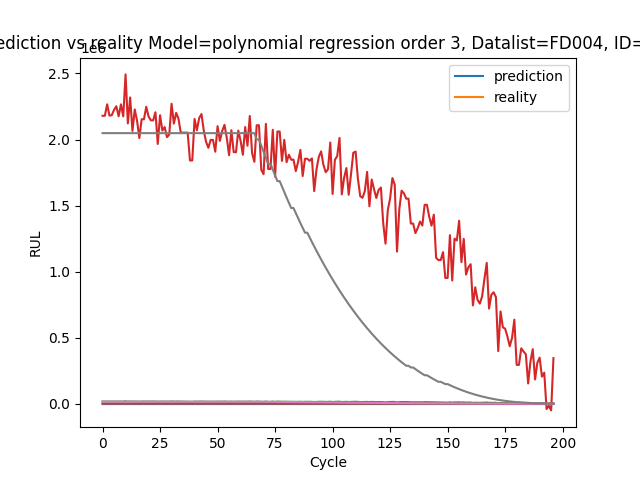 ediction vs reality Model=polynomial regression order 3, Datalist=FD004, ID=
1e6
prediction
reality
2.5
2.0
1.5
1.0
0.5
0.0
RUL
0 25 50 75 100 125 150 175 200
Cycle